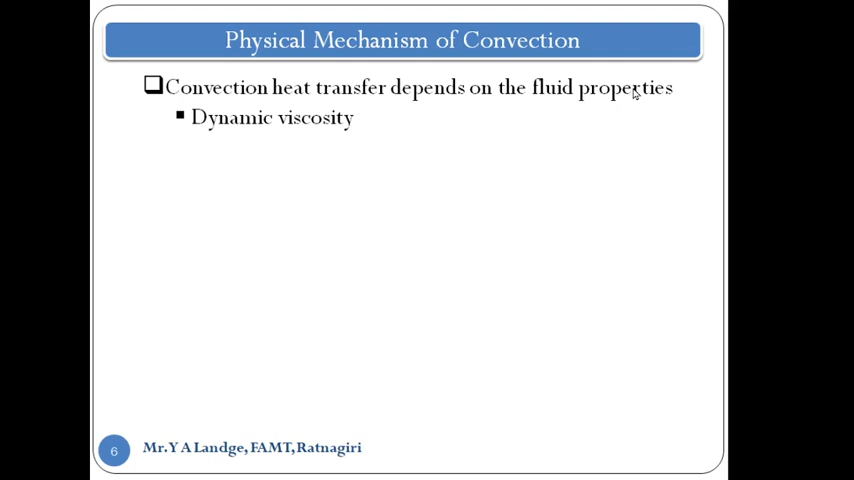 Physical Mechanism of Convection
Convection heat transfer depends on the fluid properties
Dynamic viscosity
6
Mr.Y A Landge, FAMT, Ratnagiri